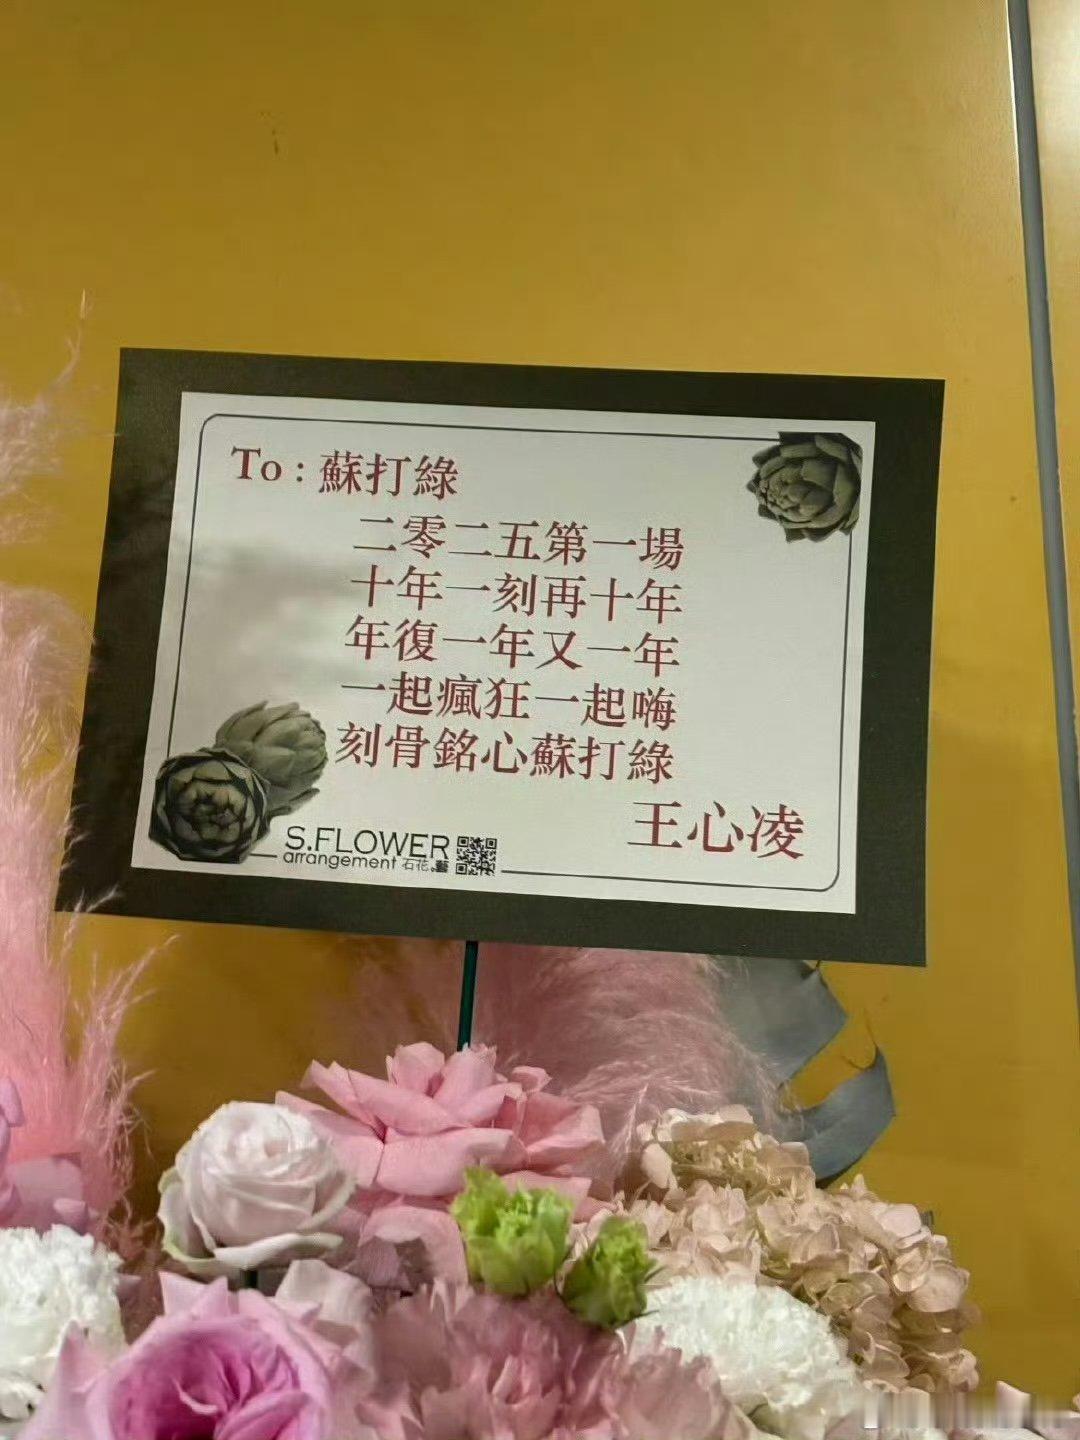 To：蘇打綠
二零二五第一場
十年一刻再十年
年復一年又一年
一起瘋狂一起嗨
刻骨銘心蘇打綠
王心凌
S.FLOWER
arrangement 石花.藝